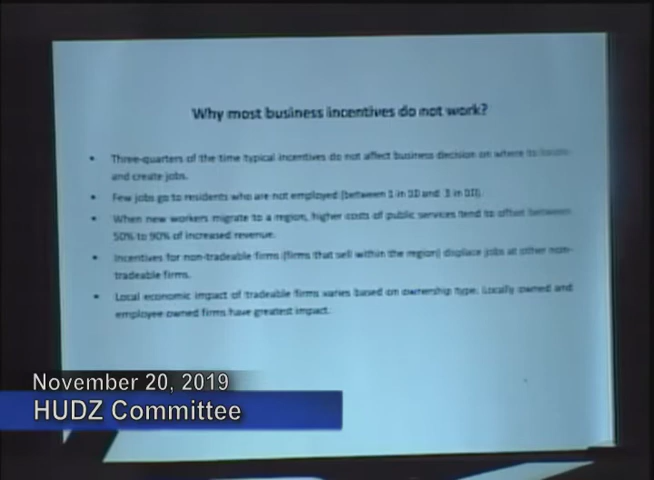 Why most business incentives do not work?
• Three-quarters of the time typical incentives do not affect business decision on where to locate
and create jobs.
• Few jobs go to residents who are not employed (between 1 in and 3 in 10).
• When new workers migrate to a region, higher costs of public services tend to offset between
50% to 90% of increased revenue.
• Incentives for non-tradeable firms (firms that sell within the region) displace jobs at other non-
tradeable firms.
• Local economic impact of tradeable firms varies based on ownership type. Locally owned and
employee owned firms have greatest impact.
November 20, 2019
HUDZ Committee